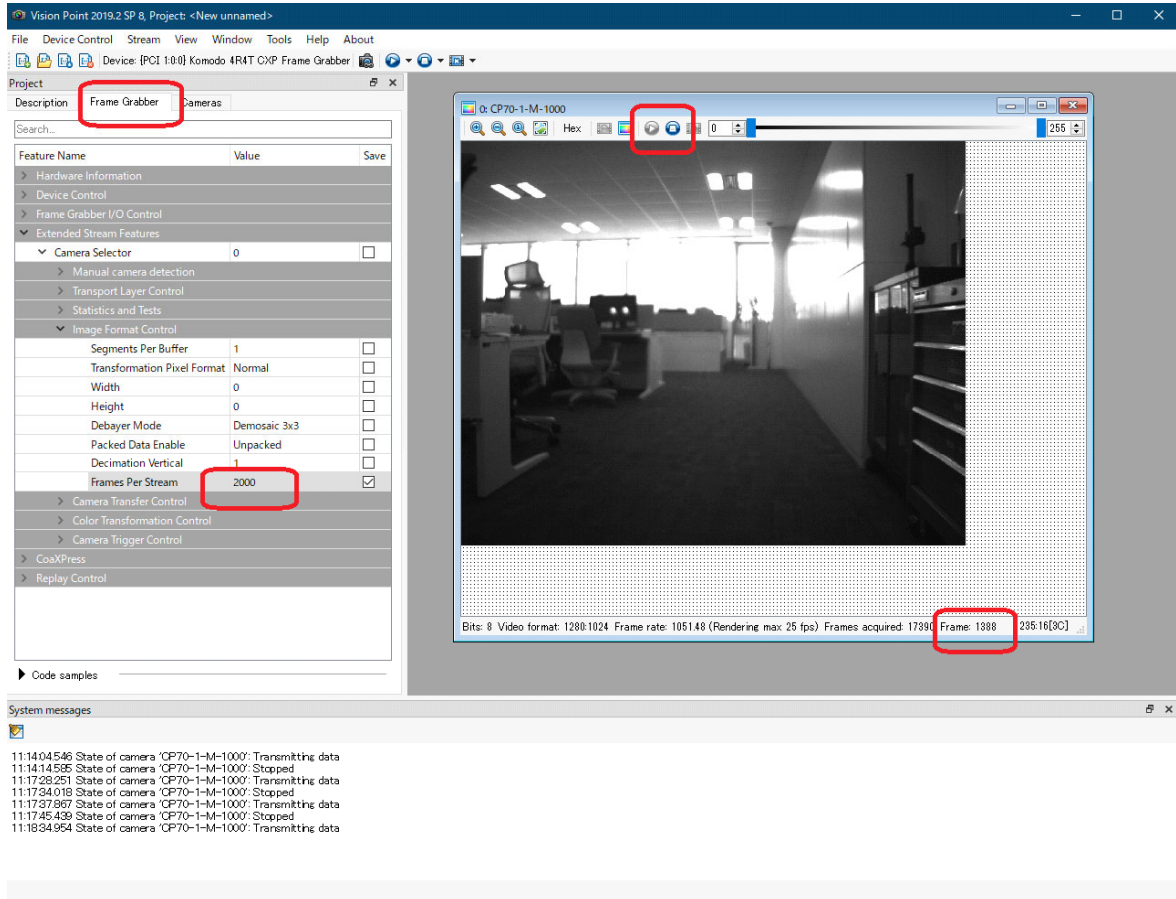 Vision Point 2019.2 SP 8, Project: <New unnamed>
File Device Control Stream View Window Tools Help About
Device: {PCI 1:0:0} Komodo 4R4T CXP Frame Grabber
Project
Description Frame Grabber Cameras
Search...
Feature Name Value Save
Hardware Information
Device Control
Frame Grabber I/O Control
Extended Stream Features
Camera Selector 0
Manual camera detection
Transport Layer Control
Statistics and Tests
Image Format Control
Segments Per Buffer 1
Transformation Pixel Format Normal
Width 0
Height 0
Debayer Mode Demosaic 3x3
Packed Data Enable Unpacked
Decimation Vertical 1
Frames Per Stream 2000
Camera Transfer Control
Color Transformation Control
Camera Trigger Control
CoaXPress
Replay Control
Code samples
0: CP70-1-M-1000
Hex 0 255
Bits: 8 Video format: 1280:1024 Frame rate: 1051.48 (Rendering max 25 fps) Frames acquired: 17390 Frame: 1388 235:16[3C]
System messages
11:14:04.546 State of camera 'CP70-1-M-1000': Transmitting data
11:14:14.585 State of camera 'CP70-1-M-1000': Stopped
11:17:28.251 State of camera 'CP70-1-M-1000': Transmitting data
11:17:34.018 State of camera 'CP70-1-M-1000': Stopped
11:17:37.867 State of camera 'CP70-1-M-1000': Transmitting data
11:17:45.439 State of camera 'CP70-1-M-1000': Stopped
11:18:34.954 State of camera 'CP70-1-M-1000': Transmitting data